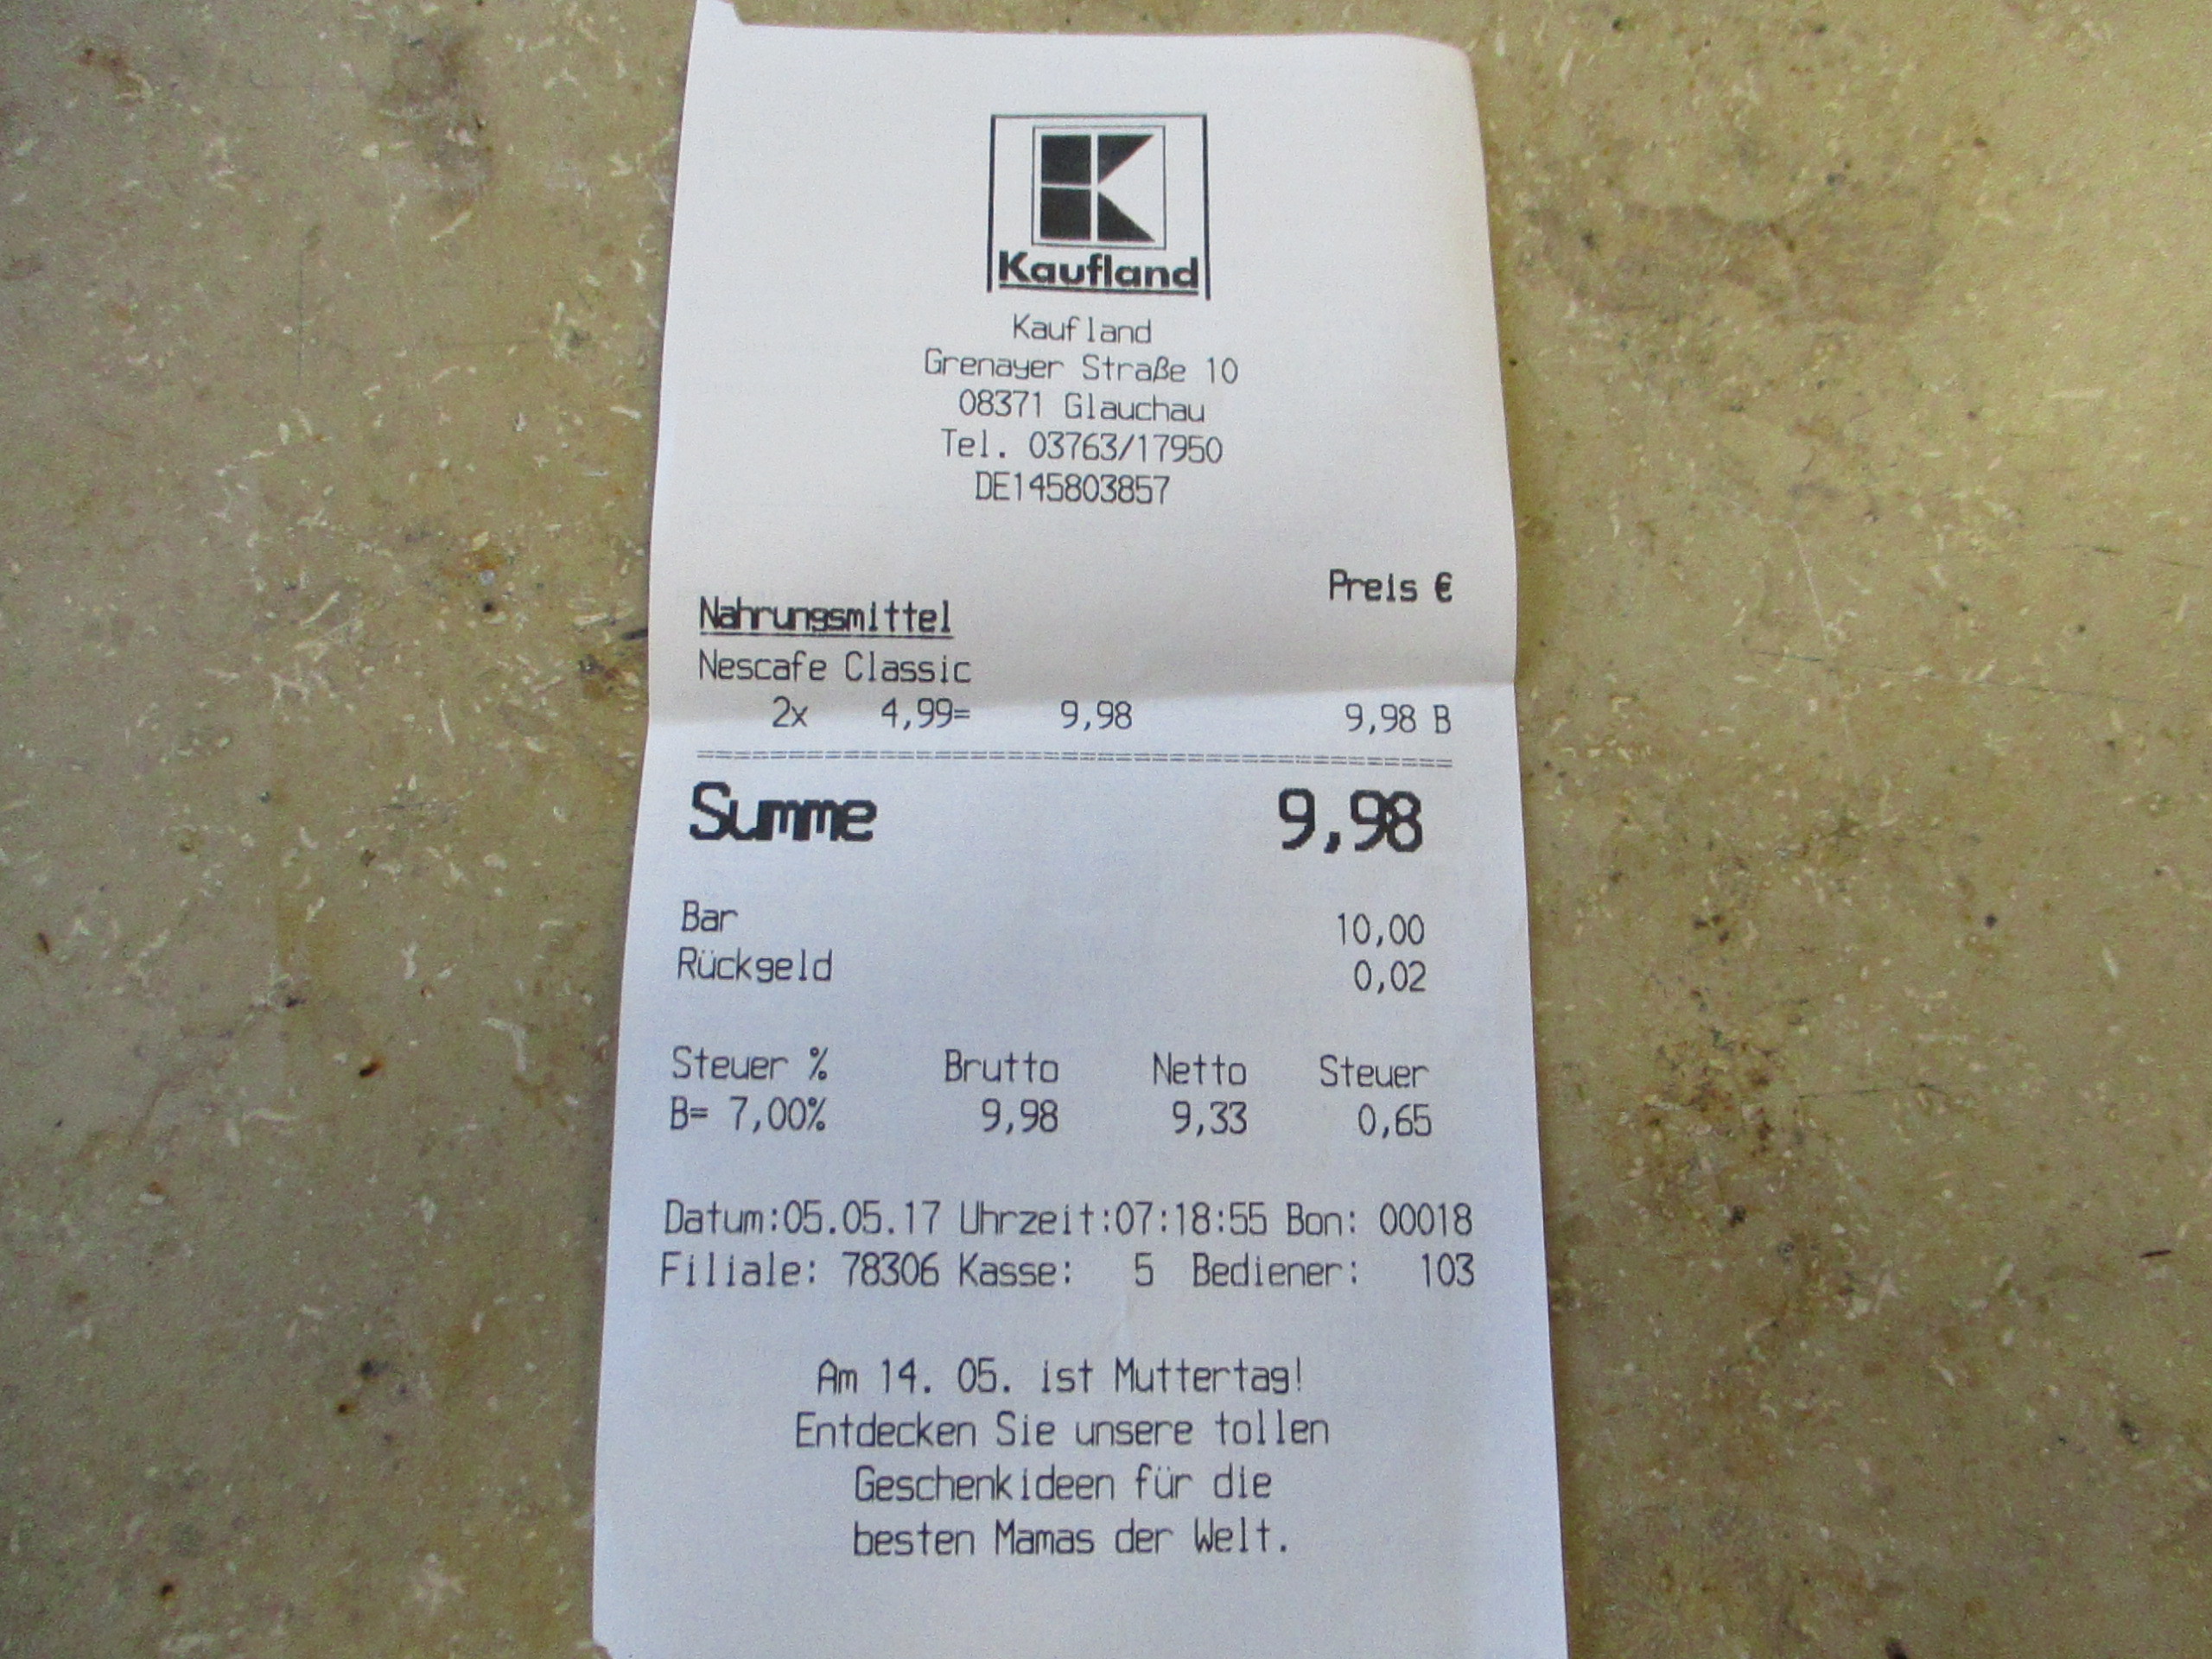 Kaufland
Kaufland
Grenayer Straße 10
08371 Glauchau
Tel. 03763/17950
DE145803857
Preis €
Nahrungsmittel
Nescafe Classic
2x 4,99= 9,98 9,98 B
Summe 9,98
Bar 10,00
Rückgeld 0,02
Steuer % Brutto Netto Steuer
B= 7,00% 9,98 9,33 0,65
Datum:05.05.17 Uhrzeit:07:18:55 Bon: 00018
Filiale: 78306 Kasse: 5 Bediener: 103
Am 14. 05. ist Muttertag!
Entdecken Sie unsere tollen
Geschenkideen für die
besten Mamas der Welt.